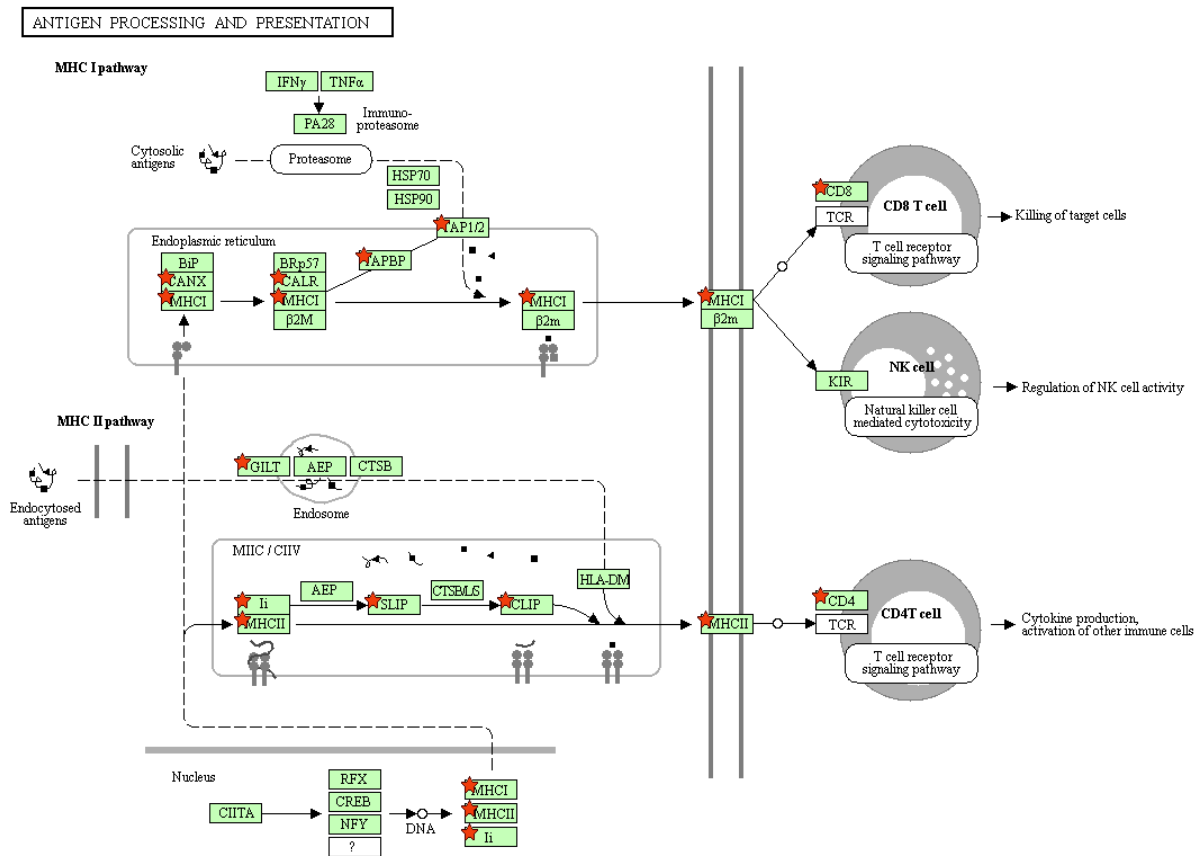 ANTIGEN PROCESSING AND PRESENTATION
MHC I pathway
IFNγ
TNFα
PA28
Immuno-
proteasome
Cytosolic
antigens
Proteasome
HSP70
HSP90
TAP1/2
Endoplasmic reticulum
TAPBP
BiP
CANX
MHCI
BRp57
CALR
MHCI
β2M
MHCI
β2m
MHCI
β2m
CD8
TCR
CD8 T cell
T cell receptor
signaling pathway
Killing of target cells
KIR
NK cell
Natural killer cell
mediated cytotoxicity
Regulation of NK cell activity
MHC II pathway
Endocytosed
antigens
GILT
AEP
CTSB
Endosome
MIIC / CIIV
Ii
MHCII
AEP
SLIP
CTSB/L/S
CLIP
HLA-DM
MHCII
CD4
TCR
CD4T cell
T cell receptor
signaling pathway
Cytokine production,
activation of other immune cells
Nucleus
CIITA
RFX
CREB
NFY
?
DNA
MHCI
MHCII
Ii